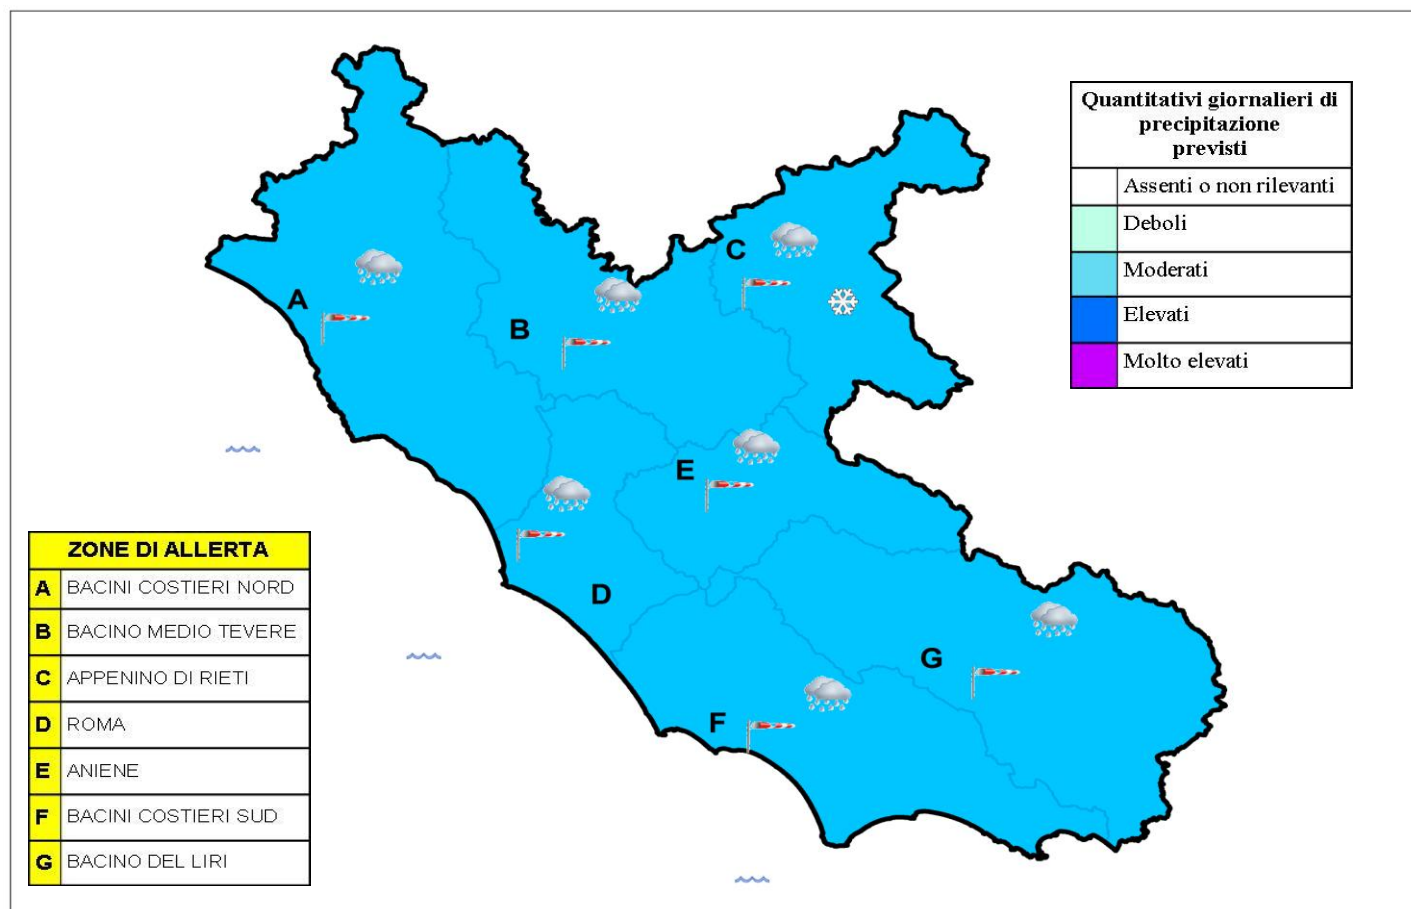 Quantitativi giornalieri di
precipitazione
previsti
Assenti o non rilevanti
Deboli
Moderati
Elevati
Molto elevati
C
A
B
E
D
G
F
ZONE DI ALLERTA
A BACINI COSTIERI NORD
B BACINO MEDIO TEVERE
C APPENINO DI RIETI
D ROMA
E ANIENE
F BACINI COSTIERI SUD
G BACINO DEL LIRI